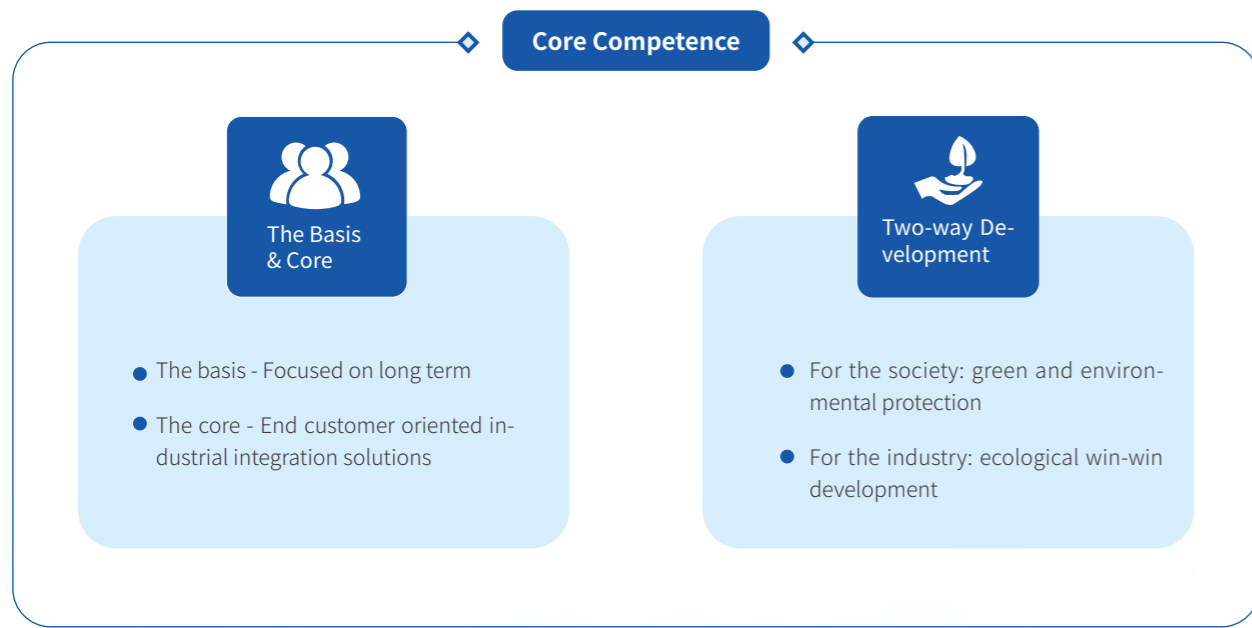 Core Competence
The Basis
& Core
The basis - Focused on long term
The core - End customer oriented in-
dustrial integration solutions
Two-way De-
velopment
For the society: green and environ-
mental protection
For the industry: ecological win-win
development